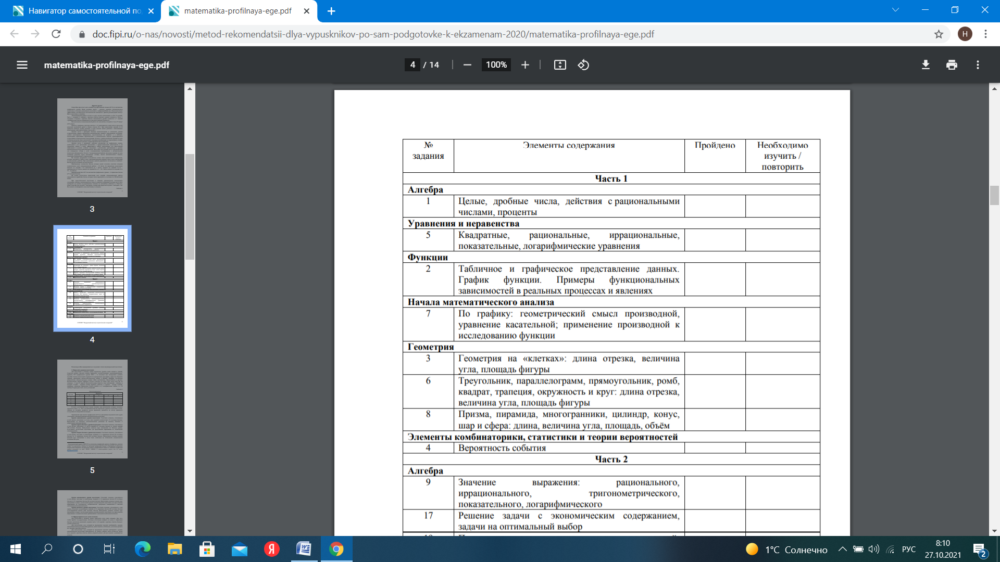 Навигатор самостоятельной по
matematika-profilnaya-ege.pdf
doc.fipi.ru/o-nas/novosti/metod-rekomendatsii-dlya-vypusknikov-po-sam-podgotovke-k-ekzamenam-2020/matematika-profilnaya-ege.pdf
Н
matematika-profilnaya-ege.pdf
4 / 14
100%
3
4
5
№ задания
Элементы содержания
Пройдено
Необходимо
изучить /
повторить
Часть 1
Алгебра
1
Целые, дробные числа, действия с рациональными
числами, проценты
Уравнения и неравенства
5
Квадратные, рациональные, иррациональные,
показательные, логарифмические уравнения
Функции
2
Табличное и графическое представление данных.
График функции. Примеры функциональных
зависимостей в реальных процессах и явлениях
Начала математического анализа
7
По графику: геометрический смысл производной,
уравнение касательной; применение производной к
исследованию функции
Геометрия
3
Геометрия на «клетках»: длина отрезка, величина
угла, площадь фигуры
6
Треугольник, параллелограмм, прямоугольник, ромб,
квадрат, трапеция, окружность и круг: длина отрезка,
величина угла, площадь фигуры
8
Призма, пирамида, многогранники, цилиндр, конус,
шар и сфера: длина, величина угла, площадь, объём
Элементы комбинаторики, статистики и теории вероятностей
4
Вероятность события
Часть 2
Алгебра
9
Значение выражения: рационального,
иррационального, тригонометрического,
показательного, логарифмического
17
Решение задачи с экономическим содержанием,
задачи на оптимальный выбор
1°C Солнечно
РУС
8:10
27.10.2021
2